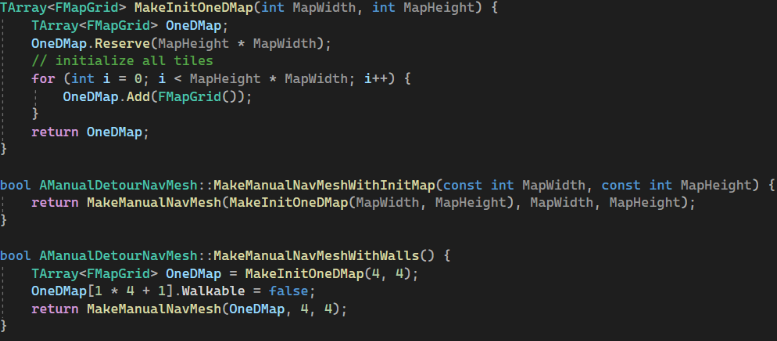 TArray<FMapGrid> MakeInitOneDMap(int MapWidth, int MapHeight) {
    TArray<FMapGrid> OneDMap;
    OneDMap.Reserve(MapHeight * MapWidth);
    // initialize all tiles
    for (int i = 0; i < MapHeight * MapWidth; i++) {
        OneDMap.Add(FMapGrid());
    }
    return OneDMap;
}

bool AManualDetourNavMesh::MakeManualNavMeshWithInitMap(const int MapWidth, const int MapHeight) {
    return MakeManualNavMesh(MakeInitOneDMap(MapWidth, MapHeight), MapWidth, MapHeight);
}

bool AManualDetourNavMesh::MakeManualNavMeshWithWalls() {
    TArray<FMapGrid> OneDMap = MakeInitOneDMap(4, 4);
    OneDMap[1 * 4 + 1].Walkable = false;
    return MakeManualNavMesh(OneDMap, 4, 4);
}